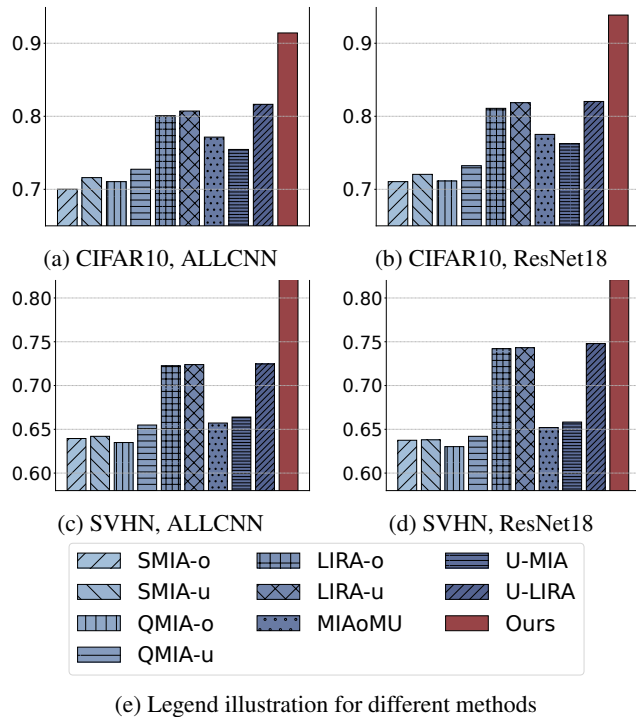 0.9
0.8
0.7
(a) CIFAR10, ALLCNN
0.9
0.8
0.7
(b) CIFAR10, ResNet18
0.80
0.75
0.70
0.65
0.60
(c) SVHN, ALLCNN
0.80
0.75
0.70
0.65
0.60
(d) SVHN, ResNet18
SMIA-o
SMIA-u
QMIA-o
QMIA-u
LIRA-o
LIRA-u
MIAoMU
U-MIA
U-LIRA
Ours
(e) Legend illustration for different methods